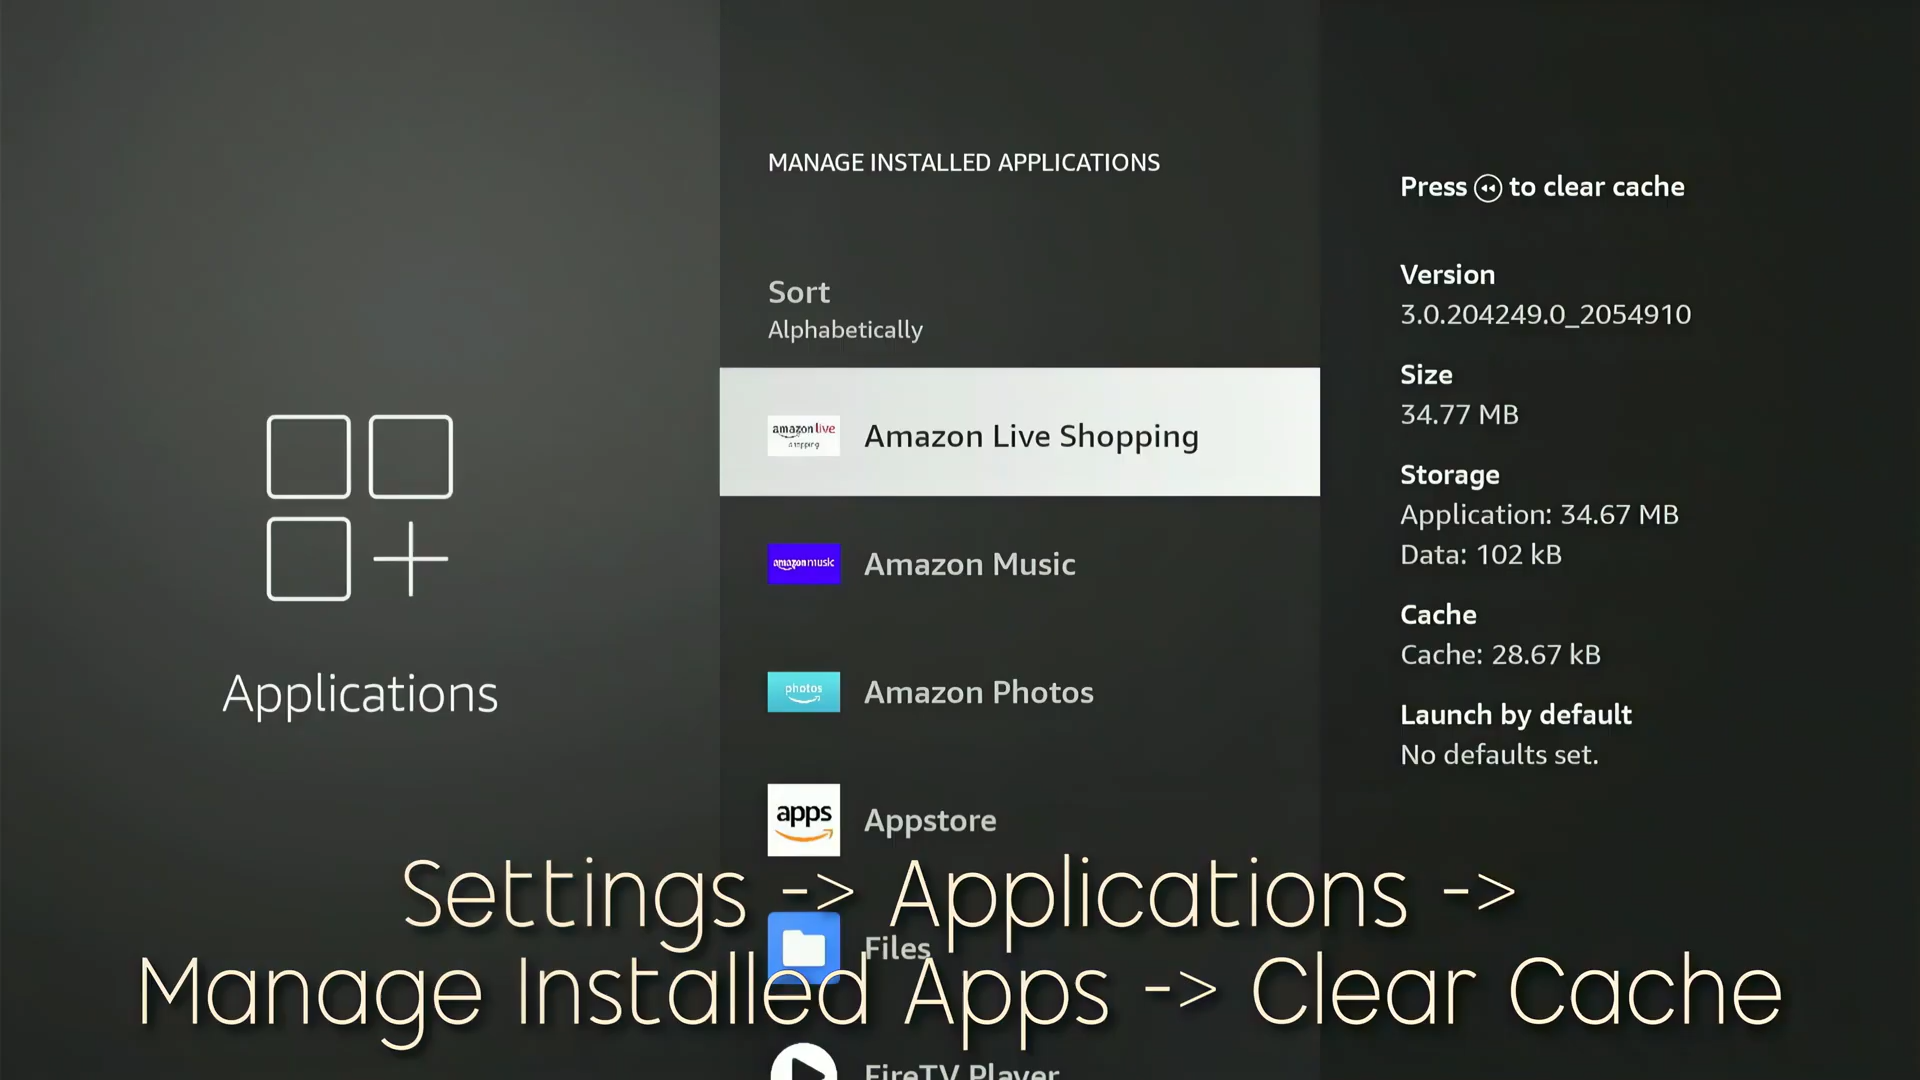 MANAGE INSTALLED APPLICATIONS
Sort
Alphabetically
amazon live
shopping
Amazon Live Shopping
amazon music
Amazon Music
photos
Amazon Photos
apps
Appstore
Files
FireTV Player
Applications
Press to clear cache
Version
3.0.204249.0_2054910
Size
34.77 MB
Storage
Application: 34.67 MB
Data: 102 kB
Cache
Cache: 28.67 kB
Launch by default
No defaults set.
Settings -> Applications ->
Manage Installed Apps -> Clear Cache